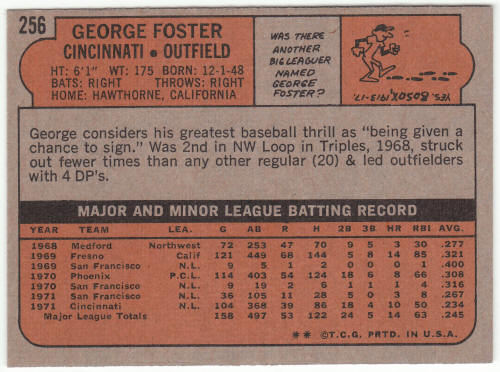 256
GEORGE FOSTER
CINCINNATI • OUTFIELD
HT: 6'1" WT: 175 BORN: 12-1-48
BATS: RIGHT THROWS: RIGHT
HOME: HAWTHORNE, CALIFORNIA
WAS THERE
ANOTHER
BIG LEAGUER
NAMED
GEORGE
FOSTER?
YES, BOSOX, 1913-17.
George considers his greatest baseball thrill as "being given a
chance to sign." Was 2nd in NW Loop in Triples, 1968, struck
out fewer times than any other regular (20) & led outfielders
with 4 DP's.
MAJOR AND MINOR LEAGUE BATTING RECORD
YEAR TEAM LEA. G AB R H 2B 3B HR RBI AVG.
1968 Medford Northwest 72 253 47 70 9 5 3 30 .277
1969 Fresno Calif 121 449 68 144 5 8 14 85 .321
1969 San Francisco N.L. 9 5 1 2 0 0 0 1 .400
1970 Phoenix P.C.L. 114 403 54 124 18 6 8 66 .308
1970 San Francisco N.L. 9 19 2 6 1 1 1 4 .316
1971 San Francisco N.L. 36 105 11 28 5 0 3 8 .267
1971 Cincinnati N.L. 104 368 39 86 18 4 10 50 .234
Major League Totals 158 497 53 122 24 5 14 63 .245
** ©T.C.G. PRTD. IN U.S.A.